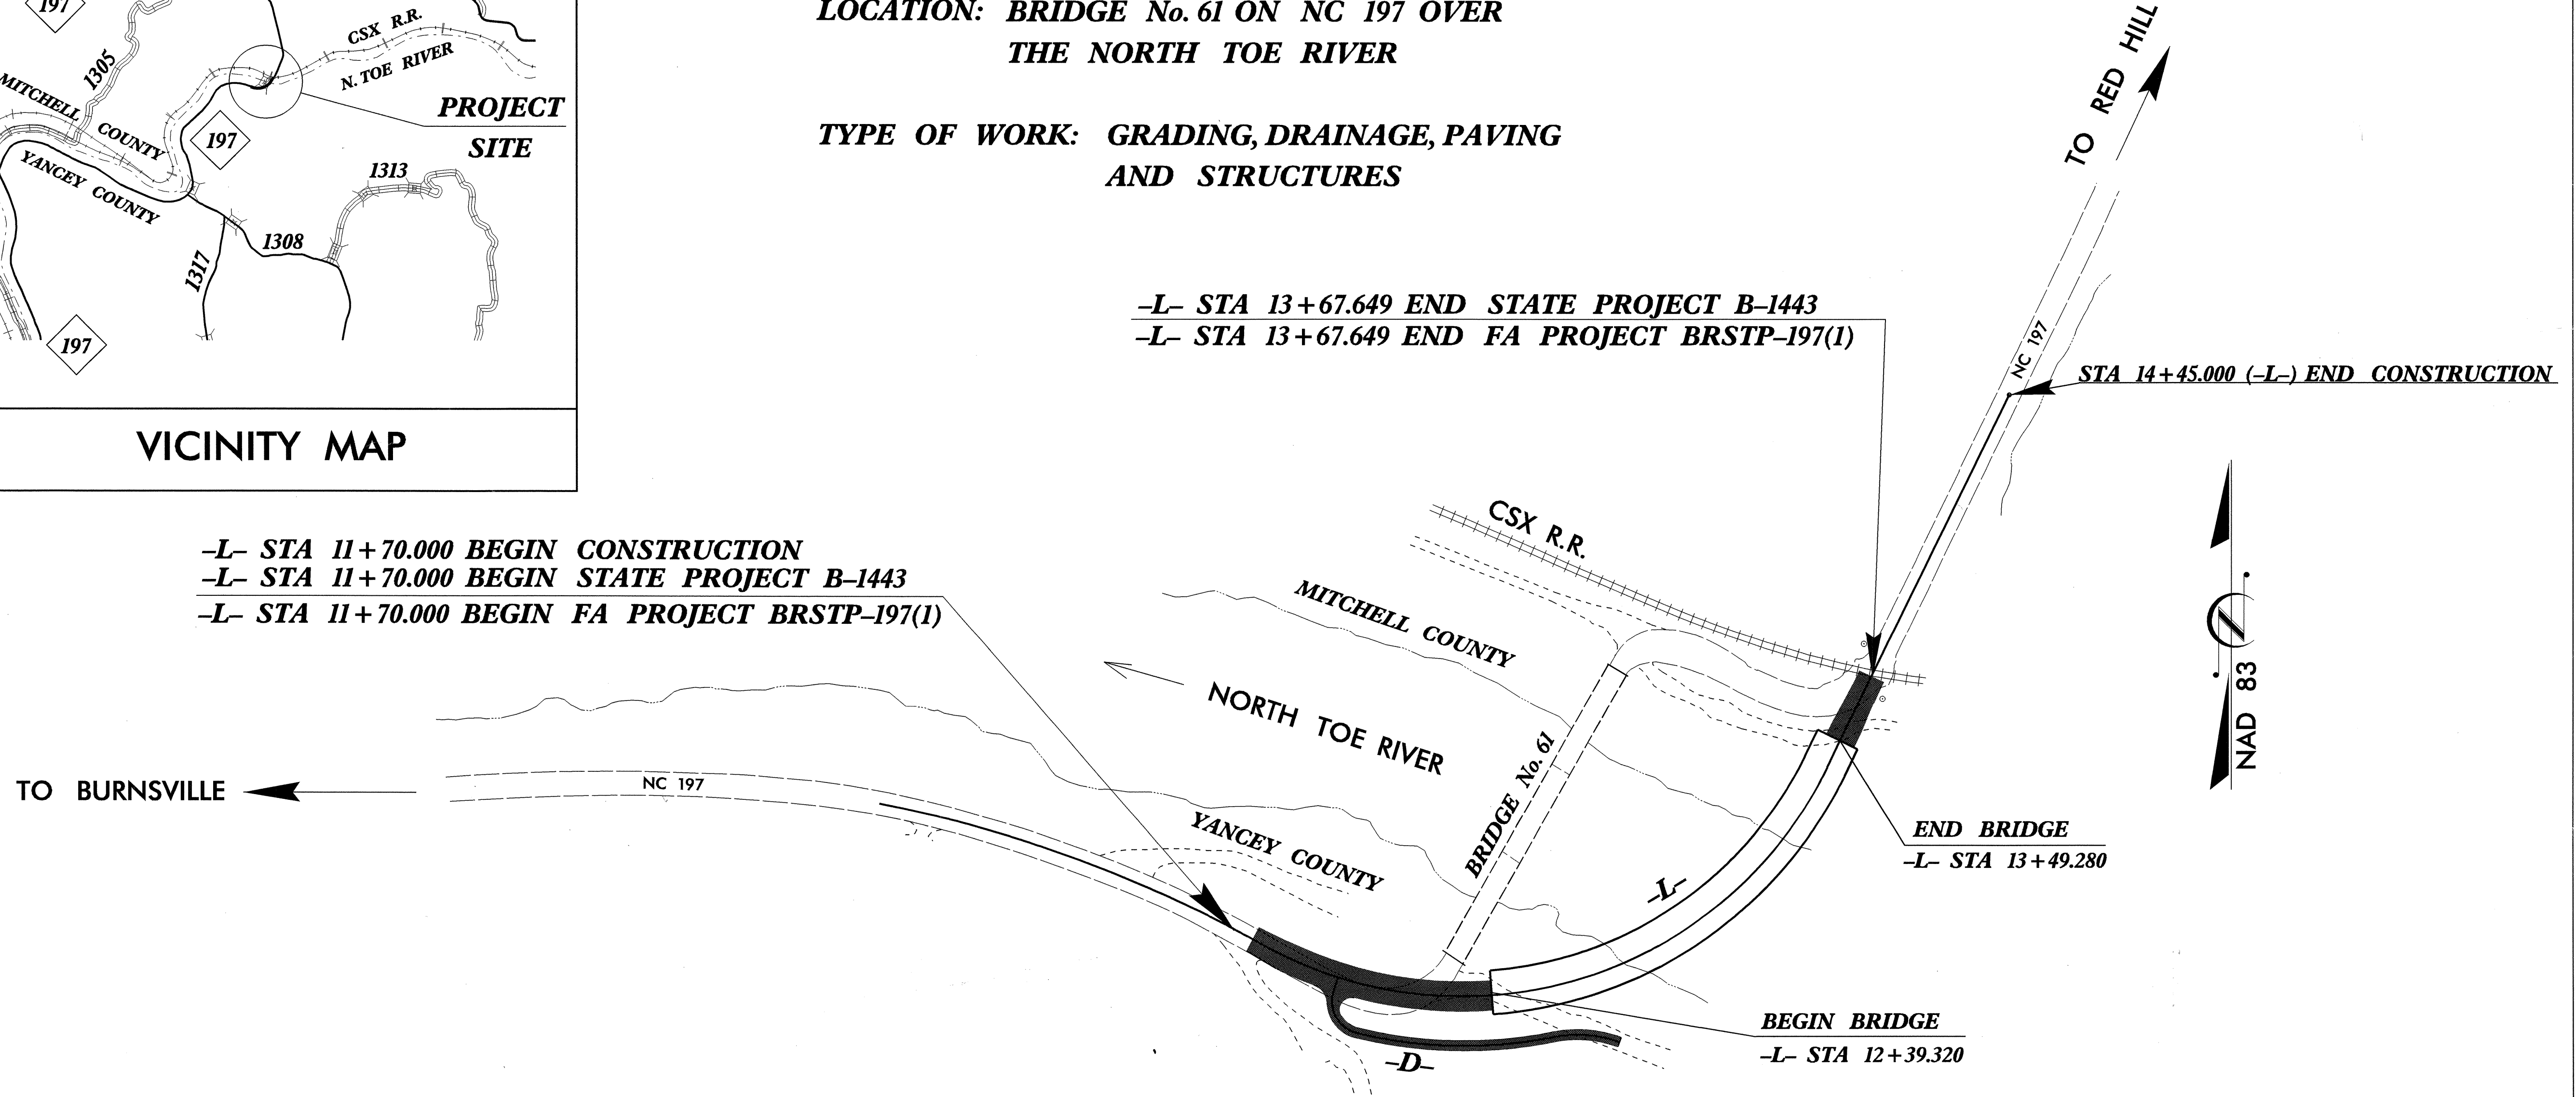 197
1305
CSX R.R.
N. TOE RIVER
MITCHELL COUNTY
197
YANCEY COUNTY
PROJECT
SITE
1313
1308
1317
197
VICINITY MAP
LOCATION: BRIDGE No. 61 ON NC 197 OVER
THE NORTH TOE RIVER
TYPE OF WORK: GRADING, DRAINAGE, PAVING
AND STRUCTURES
TO RED HILL
–L– STA 13+67.649 END STATE PROJECT B–1443
–L– STA 13+67.649 END FA PROJECT BRSTP–197(1)
NC 197
STA 14+45.000 (–L–) END CONSTRUCTION
–L– STA 11+70.000 BEGIN CONSTRUCTION
–L– STA 11+70.000 BEGIN STATE PROJECT B–1443
–L– STA 11+70.000 BEGIN FA PROJECT BRSTP–197(1)
CSX R.R.
MITCHELL COUNTY
NORTH TOE RIVER
BRIDGE No. 61
YANCEY COUNTY
TO BURNSVILLE
NC 197
NAD 83
END BRIDGE
–L– STA 13+49.280
–L–
BEGIN BRIDGE
–L– STA 12+39.320
–D–